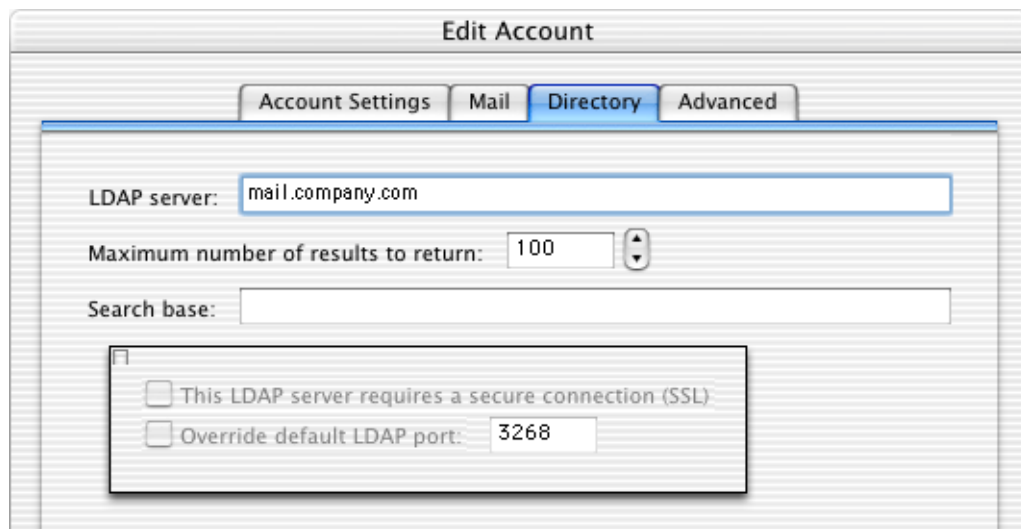 Edit Account
Account Settings Mail Directory Advanced
LDAP server: mail.company.com
Maximum number of results to return: 100
Search base:
This LDAP server requires a secure connection (SSL)
Override default LDAP port: 3268